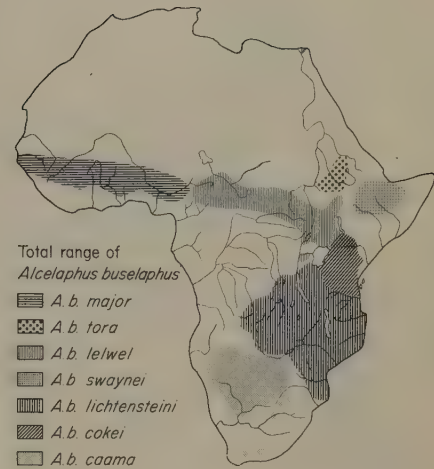 Total range of
Alcelaphus buselaphus
A.b. major
A.b. tora
A.b. lelwel
A.b. swaynei
A.b. lichtensteini
A.b. cokei
A.b. caama